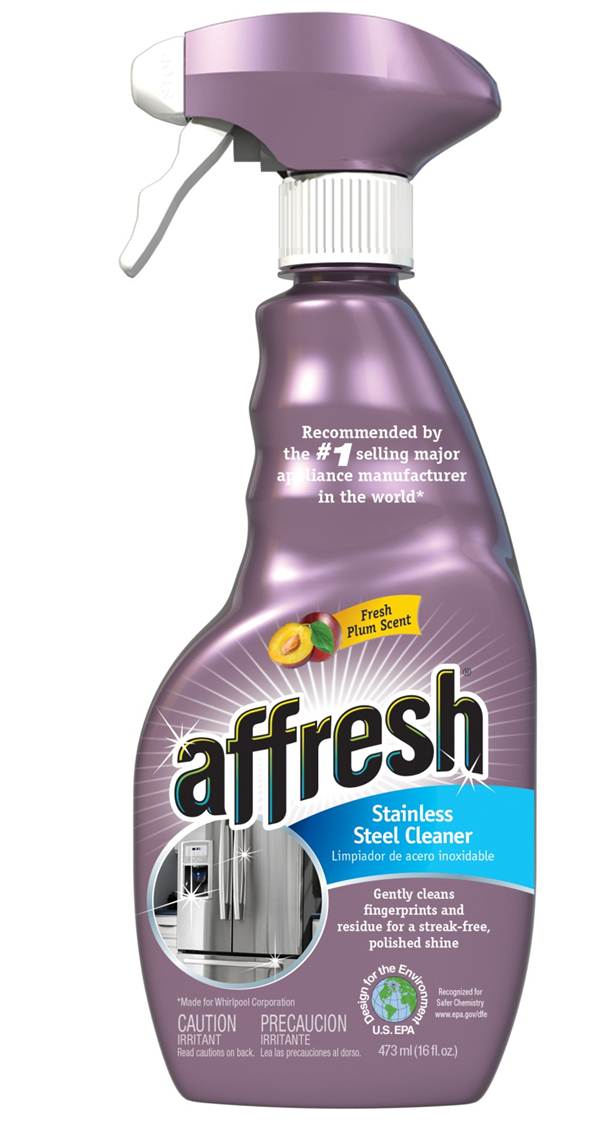 STOP
Recommended by
the #1 selling major
appliance manufacturer
in the world*
Fresh
Plum Scent
affresh®
Stainless
Steel Cleaner
Limpiador de acero inoxidable
Gently cleans
fingerprints and
residue for a streak-free,
polished shine
Design for the Environment
U.S. EPA
Recognized for
Safer Chemistry
www.epa.gov/dfe
*Made for Whirlpool Corporation
CAUTION PRECAUCION
IRRITANT IRRITANTE
Read cautions on back. Lea las precauciones al dorso.
473 ml (16 fl. oz.)